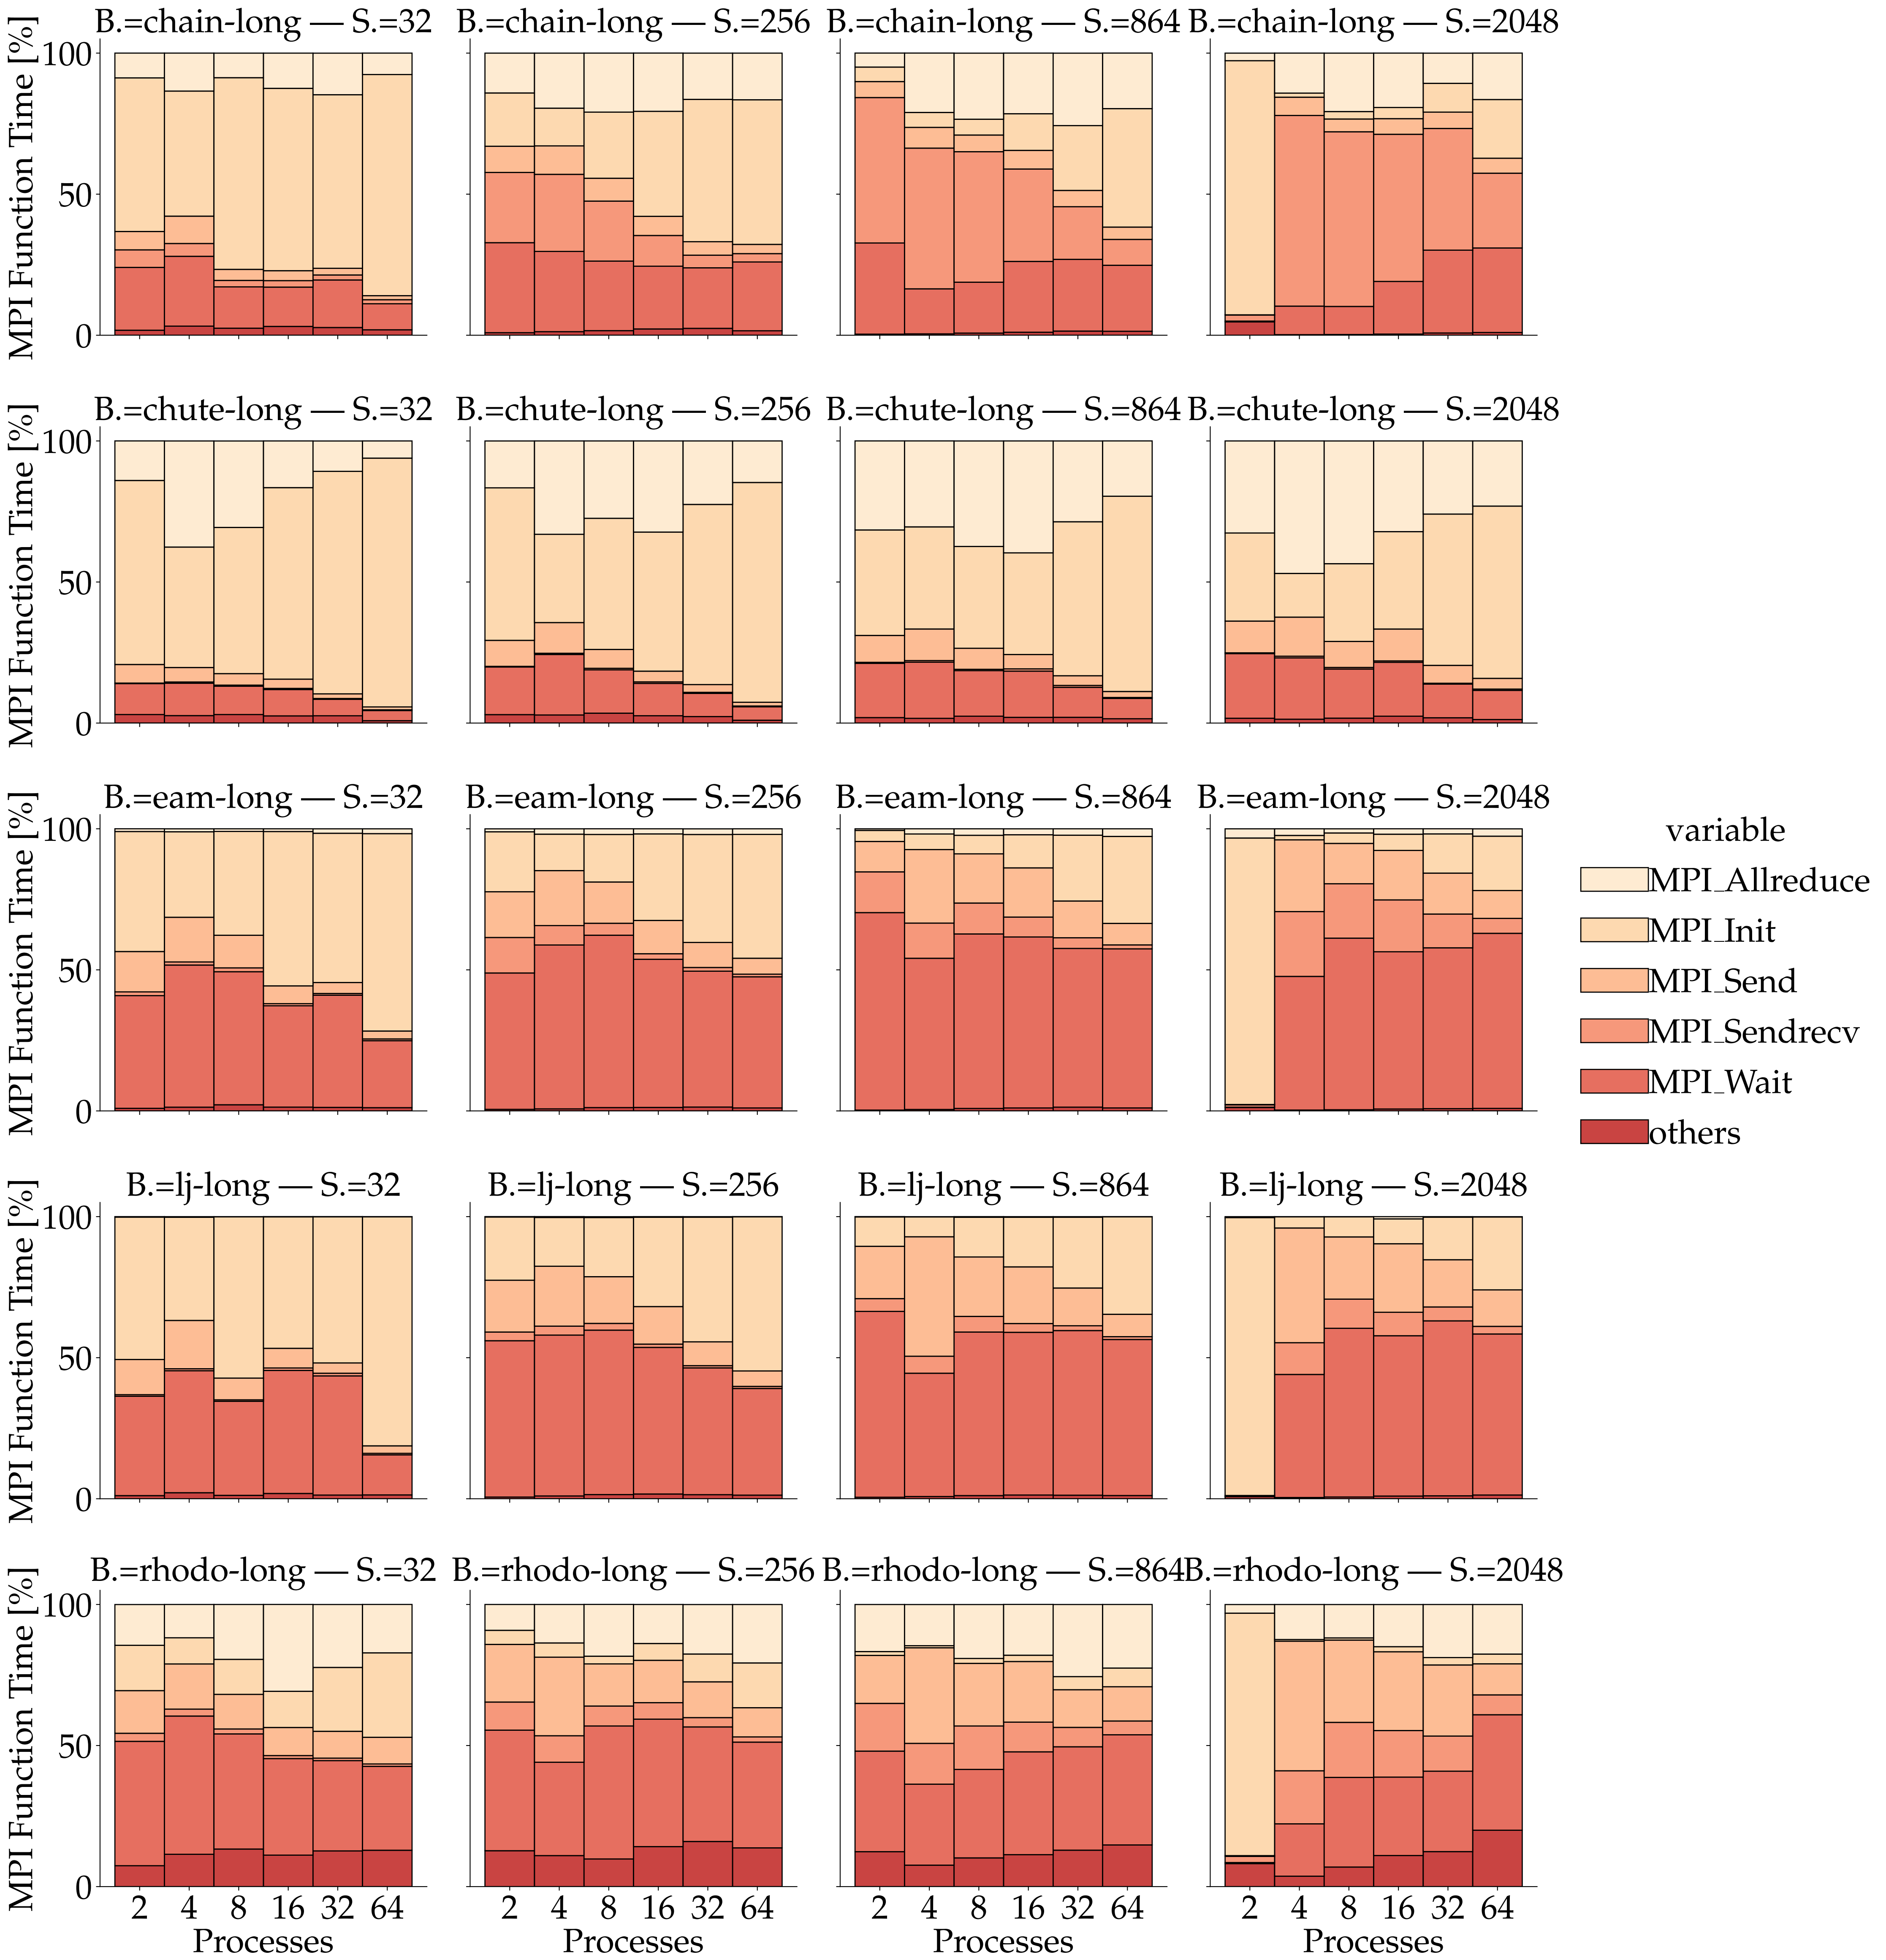 B.=chain-long — S.=32
B.=chain-long — S.=256
B.=chain-long — S.=864
B.=chain-long — S.=2048
MPI Function Time [%]
100
50
0
B.=chute-long — S.=32
B.=chute-long — S.=256
B.=chute-long — S.=864
B.=chute-long — S.=2048
MPI Function Time [%]
100
50
0
B.=eam-long — S.=32
B.=eam-long — S.=256
B.=eam-long — S.=864
B.=eam-long — S.=2048
MPI Function Time [%]
100
50
0
variable
MPI_Allreduce
MPI_Init
MPI_Send
MPI_Sendrecv
MPI_Wait
others
B.=lj-long — S.=32
B.=lj-long — S.=256
B.=lj-long — S.=864
B.=lj-long — S.=2048
MPI Function Time [%]
100
50
0
B.=rhodo-long — S.=32
B.=rhodo-long — S.=256
B.=rhodo-long — S.=864
B.=rhodo-long — S.=2048
MPI Function Time [%]
100
50
0
2 4 8 16 32 64
2 4 8 16 32 64
2 4 8 16 32 64
2 4 8 16 32 64
Processes
Processes
Processes
Processes